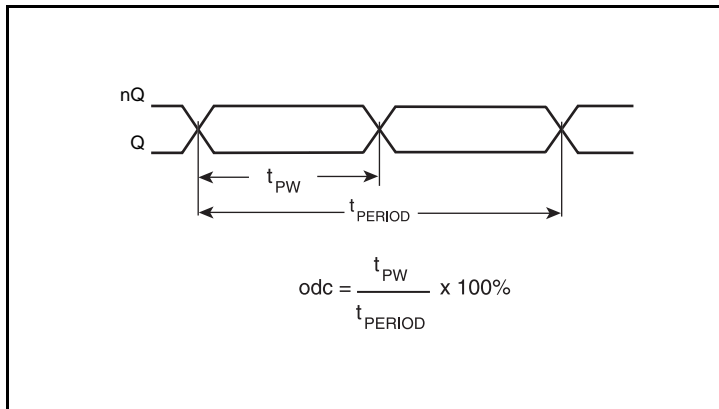 nQ
Q
tPW
tPERIOD
odc = tPW / tPERIOD x 100%